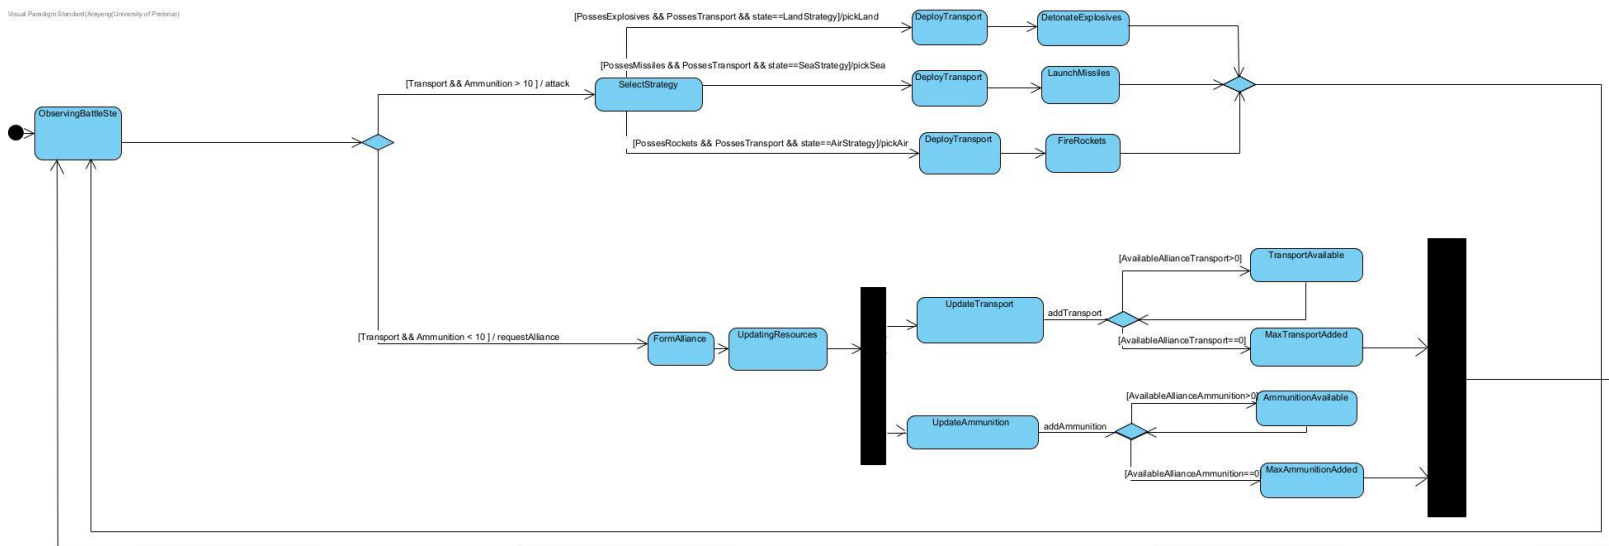 Visual Paradigm Standard(Areyeng(University of Pretoria))
[PossesExplosives && PossesTransport && state==LandStrategy]/pickLand
DeployTransport
DetonateExplosives
[PossesMissiles && PossesTransport && state==SeaStrategy]/pickSea
[Transport && Ammunition > 10 ] / attack
SelectStrategy
DeployTransport
LaunchMissiles
ObservingBattleSte
[PossesRockets && PossesTransport && state==AirStrategy]/pickAir
DeployTransport
FireRockets
[AvailableAllianceTransport>0]
TransportAvailable
UpdateTransport
addTransport
[Transport && Ammunition < 10 ] / requestAlliance
FormAlliance
UpdatingResources
[AvailableAllianceTransport==0]
MaxTransportAdded
[AvailableAllianceAmmunition>0]
AmmunitionAvailable
UpdateAmmunition
addAmmunition
[AvailableAllianceAmmunition==0
MaxAmmunitionAdded